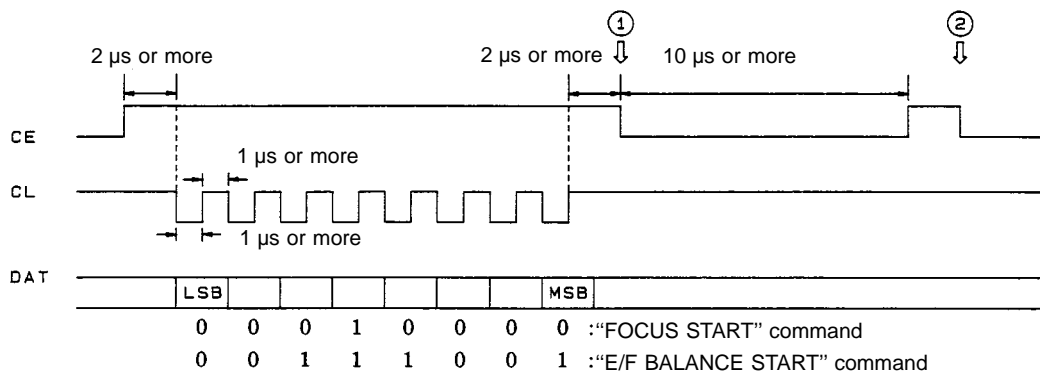 ① ②
2 μs or more 2 μs or more 10 μs or more
CE
1 μs or more
CL
1 μs or more
DAT
LSB MSB
0 0 0 1 0 0 0 0 :“FOCUS START” command
0 0 1 1 1 0 0 1 :“E/F BALANCE START” command